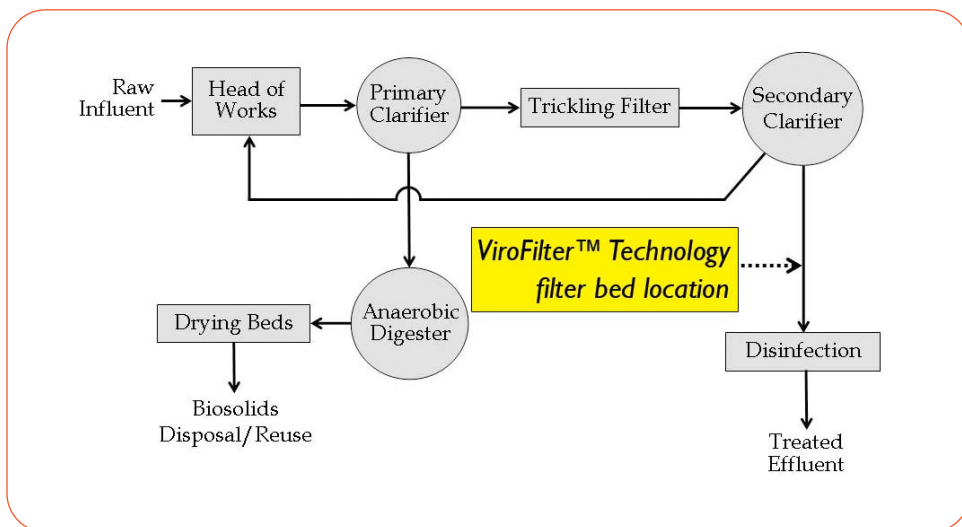 Raw
Influent
Head of
Works
Primary
Clarifier
Trickling Filter
Secondary
Clarifier
ViroFilter™ Technology
filter bed location
Anaerobic
Digester
Drying Beds
Biosolids
Disposal/Reuse
Disinfection
Treated
Effluent